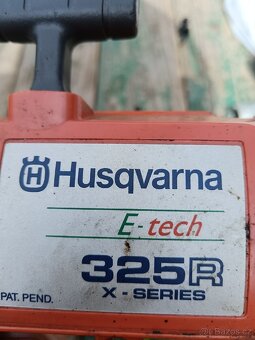 Husqvarna
E-tech
325R
X-SERIES
PAT. PEND.